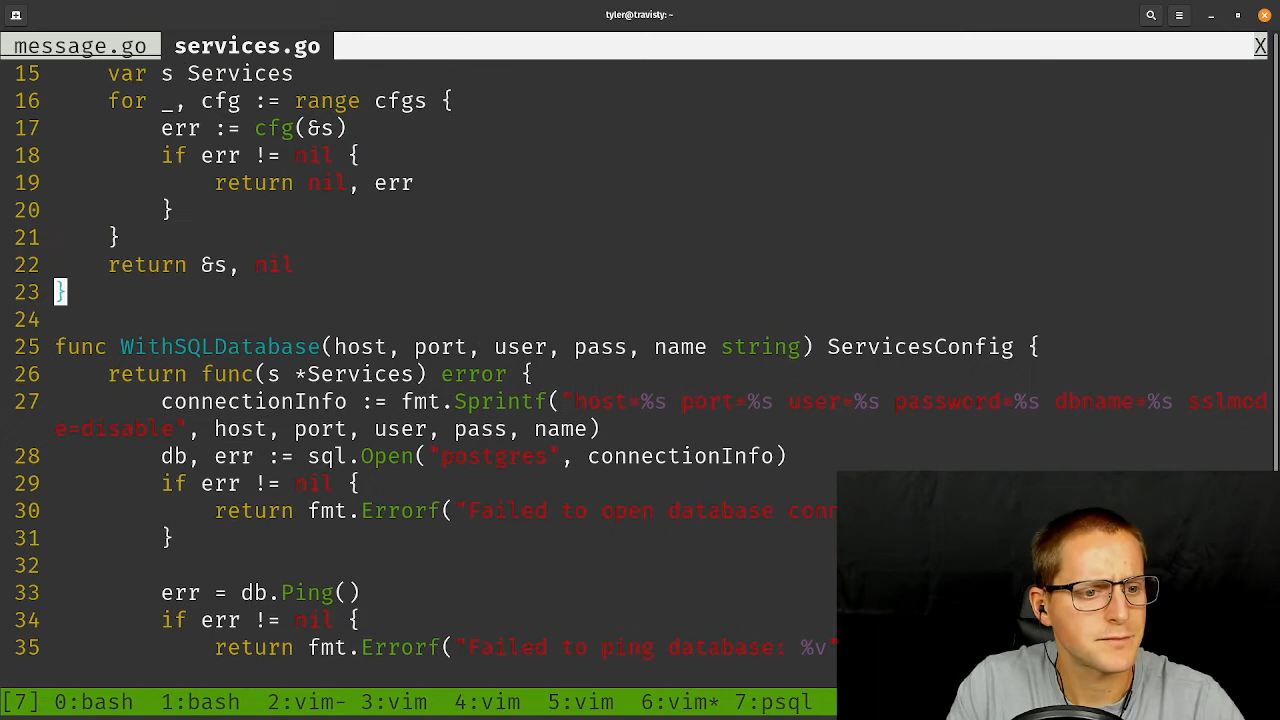 tyler@travisty: ~
message.go services.go X
15 var s Services
16 for _, cfg := range cfgs {
17 err := cfg(&s)
18 if err != nil {
19 return nil, err
20 }
21 }
22 return &s, nil
23 }
24
25 func WithSQLDatabase(host, port, user, pass, name string) ServicesConfig {
26 return func(s *Services) error {
27 connectionInfo := fmt.Sprintf("host=%s port=%s user=%s password=%s dbname=%s sslmod
e=disable", host, port, user, pass, name)
28 db, err := sql.Open("postgres", connectionInfo)
29 if err != nil {
30 return fmt.Errorf("Failed to open database
31 }
32
33 err = db.Ping()
34 if err != nil {
35 return fmt.Errorf("Failed to ping database: %v"
[7] 0:bash 1:bash 2:vim- 3:vim 4:vim 5:vim 6:vim* 7:psql